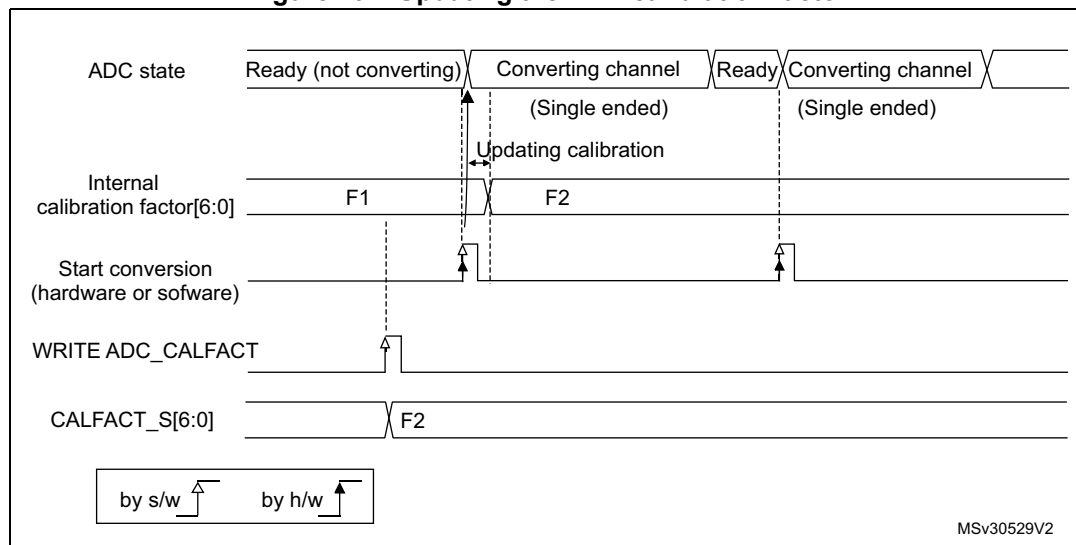 ADC state
Ready (not converting)
Converting channel
Ready
Converting channel
(Single ended)
(Single ended)
Updating calibration
Internal
calibration factor[6:0]
F1
F2
Start conversion
(hardware or sofware)
WRITE ADC_CALFACT
CALFACT_S[6:0]
F2
by s/w
by h/w
MSv30529V2